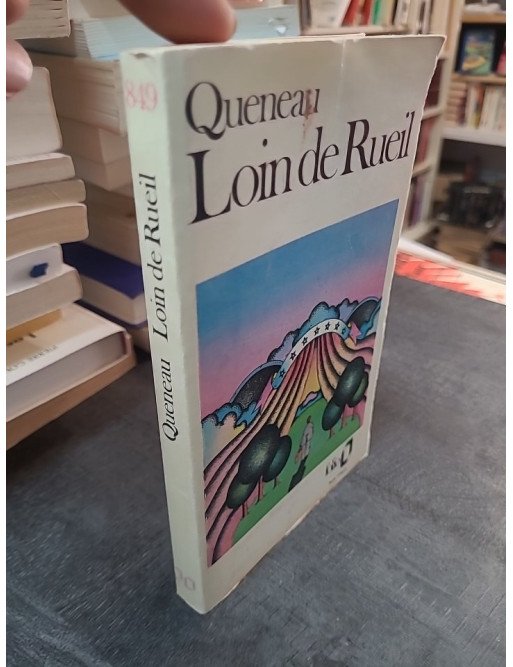 849
Queneau
Loin de Rueil
Queneau Loin de Rueil